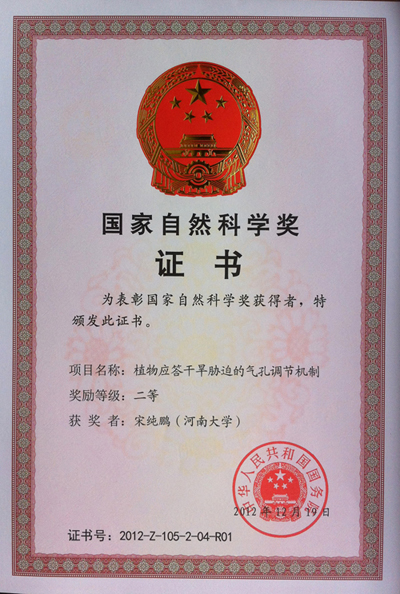 国家自然科学奖
证书
为表彰国家自然科学奖获得者，特
颁发此证书。
项目名称：植物应答干旱胁迫的气孔调节机制
奖励等级：二等
获奖者：宋纯鹏（河南大学）
中华人民共和国国务院
2012年12月19日
证书号：2012-Z-105-2-04-R01